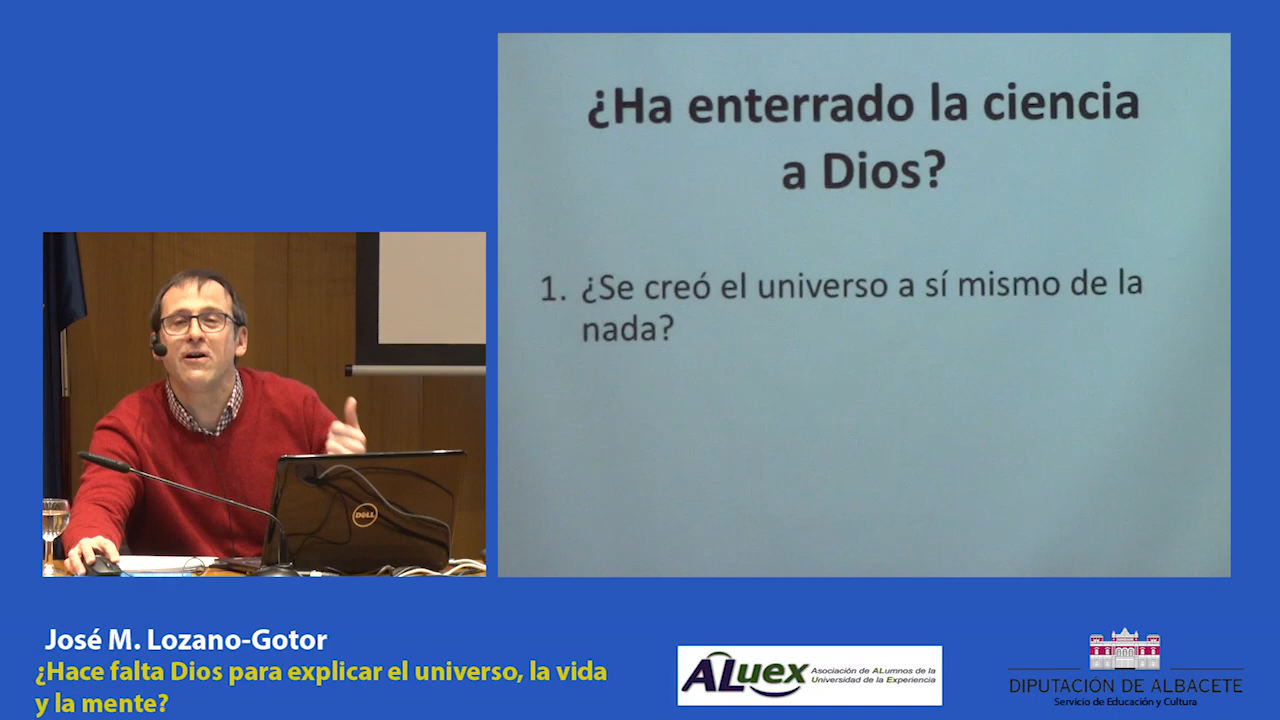 ¿Ha enterrado la ciencia
a Dios?
1. ¿Se creó el universo a sí mismo de la
nada?
DELL
José M. Lozano-Gotor
¿Hace falta Dios para explicar el universo, la vida
y la mente?
ALuex
Asociación de ALumnos de la
Universidad de la Experiencia
DIPUTACIÓN DE ALBACETE
Servicio de Educación y Cultura